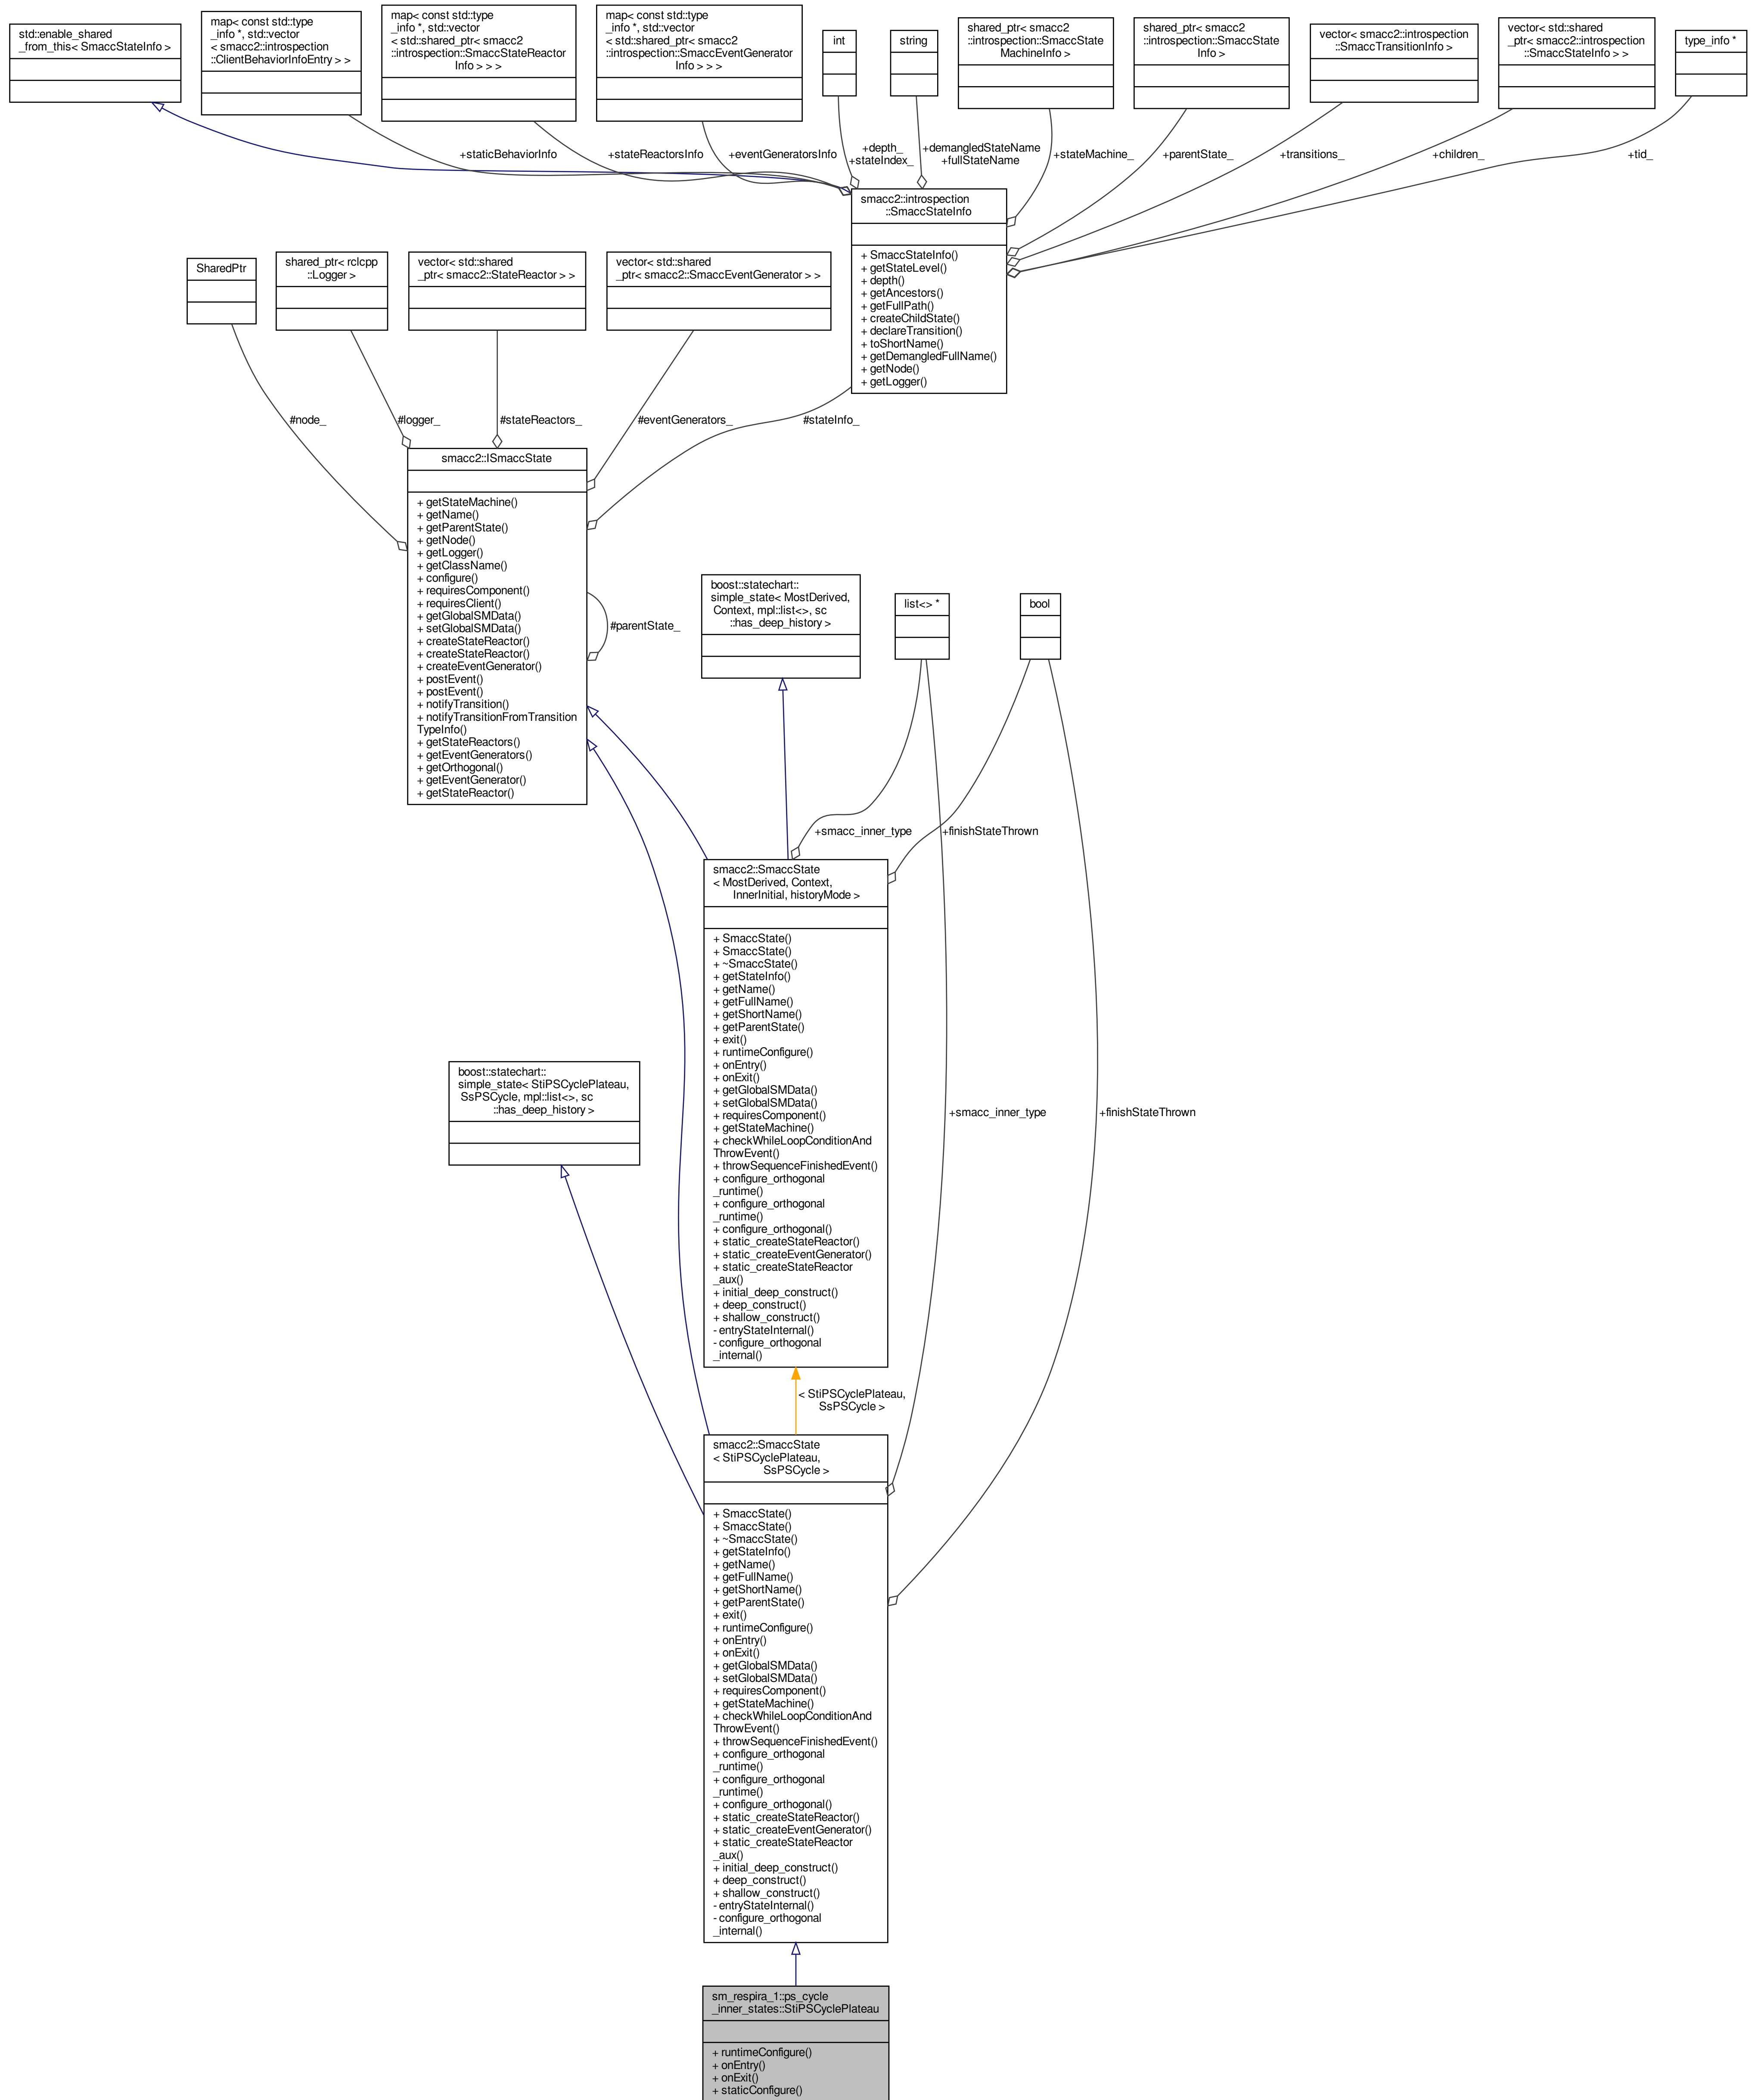 std::enable_shared
_from_this< SmaccStateInfo >
map< const std::type
_info *, std::vector
< smacc2::introspection
::ClientBehaviorInfoEntry > >
map< const std::type
_info *, std::vector
< std::shared_ptr< smacc2
::introspection::SmaccStateReactor
Info > > >
map< const std::type
_info *, std::vector
< std::shared_ptr< smacc2
::introspection::SmaccEventGenerator
Info > > >
int
string
shared_ptr< smacc2
::introspection::SmaccState
MachineInfo >
shared_ptr< smacc2
::introspection::SmaccState
Info >
vector< smacc2::introspection
::SmaccTransitionInfo >
vector< std::shared
_ptr< smacc2::introspection
::SmaccStateInfo > >
type_info *
+staticBehaviorInfo
+stateReactorsInfo
+eventGeneratorsInfo
+depth_
+stateIndex_
+demangledStateName
+fullStateName
+stateMachine_
+parentState_
+transitions_
+children_
+tid_
smacc2::introspection
::SmaccStateInfo
+ SmaccStateInfo()
+ getStateLevel()
+ depth()
+ getAncestors()
+ getFullPath()
+ createChildState()
+ declareTransition()
+ toShortName()
+ getDemangledFullName()
+ getNode()
+ getLogger()
SharedPtr
shared_ptr< rclcpp
::Logger >
vector< std::shared
_ptr< smacc2::StateReactor > >
vector< std::shared
_ptr< smacc2::SmaccEventGenerator > >
#node_
#logger_
#stateReactors_
#eventGenerators_
#stateInfo_
smacc2::ISmaccState
+ getStateMachine()
+ getName()
+ getParentState()
+ getNode()
+ getLogger()
+ getClassName()
+ configure()
+ requiresComponent()
+ requiresClient()
+ getGlobalSMData()
+ setGlobalSMData()
+ createStateReactor()
+ createStateReactor()
+ createEventGenerator()
+ postEvent()
+ postEvent()
+ notifyTransition()
+ notifyTransitionFromTransition
TypeInfo()
+ getStateReactors()
+ getEventGenerators()
+ getOrthogonal()
+ getEventGenerator()
+ getStateReactor()
#parentState_
boost::statechart::
simple_state< MostDerived,
Context, mpl::list<>, sc
::has_deep_history >
list<> *
bool
+smacc_inner_type
+finishStateThrown
smacc2::SmaccState
< MostDerived, Context,
InnerInitial, historyMode >
+ SmaccState()
+ SmaccState()
+ ~SmaccState()
+ getStateInfo()
+ getName()
+ getFullName()
+ getShortName()
+ getParentState()
+ exit()
+ runtimeConfigure()
+ onEntry()
+ onExit()
+ getGlobalSMData()
+ setGlobalSMData()
+ requiresComponent()
+ getStateMachine()
+ checkWhileLoopConditionAnd
ThrowEvent()
+ throwSequenceFinishedEvent()
+ configure_orthogonal
_runtime()
+ configure_orthogonal
_runtime()
+ configure_orthogonal()
+ static_createStateReactor()
+ static_createEventGenerator()
+ static_createStateReactor
_aux()
+ initial_deep_construct()
+ deep_construct()
+ shallow_construct()
- entryStateInternal()
- configure_orthogonal
_internal()
boost::statechart::
simple_state< StiPSCyclePlateau,
SsPSCycle, mpl::list<>, sc
::has_deep_history >
+smacc_inner_type
+finishStateThrown
< StiPSCyclePlateau,
SsPSCycle >
smacc2::SmaccState
< StiPSCyclePlateau,
SsPSCycle >
+ SmaccState()
+ SmaccState()
+ ~SmaccState()
+ getStateInfo()
+ getName()
+ getFullName()
+ getShortName()
+ getParentState()
+ exit()
+ runtimeConfigure()
+ onEntry()
+ onExit()
+ getGlobalSMData()
+ setGlobalSMData()
+ requiresComponent()
+ getStateMachine()
+ checkWhileLoopConditionAnd
ThrowEvent()
+ throwSequenceFinishedEvent()
+ configure_orthogonal
_runtime()
+ configure_orthogonal
_runtime()
+ configure_orthogonal()
+ static_createStateReactor()
+ static_createEventGenerator()
+ static_createStateReactor
_aux()
+ initial_deep_construct()
+ deep_construct()
+ shallow_construct()
- entryStateInternal()
- configure_orthogonal
_internal()
sm_respira_1::ps_cycle
_inner_states::StiPSCyclePlateau
+ runtimeConfigure()
+ onEntry()
+ onExit()
+ staticConfigure()